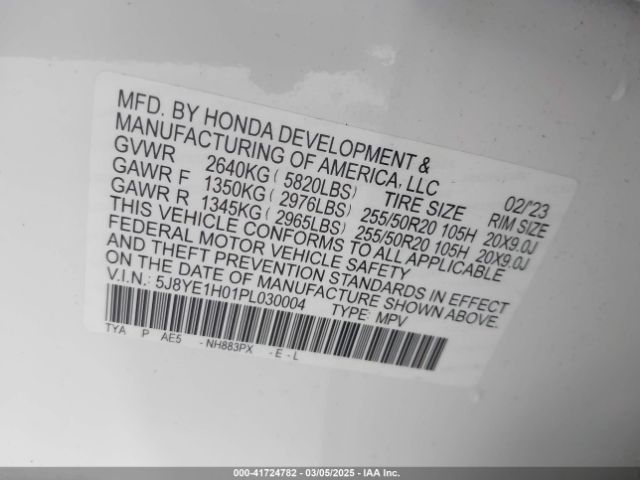 MFD. BY HONDA DEVELOPMENT &
MANUFACTURING OF AMERICA, LLC 02/'23
GVWR 2640KG ( 5820LBS) TIRE SIZE RIM SIZE
GAWR F 1350KG ( 2976LBS) 255/50R20 105H 20X9.0J
GAWR R 1345KG ( 2965LBS) 255/50R20 105H 20X9.0J
THIS VEHICLE CONFORMS TO ALL APPLICABLE
FEDERAL MOTOR VEHICLE SAFETY
AND THEFT PREVENTION STANDARDS IN EFFECT
ON THE DATE OF MANUFACTURE SHOWN ABOVE.
V.I.N.: 5J8YE1H01PL030004 TYPE: MPV
TYA P AE5 - NH883PX - E - L
000-41724782 - 03/05/2025 - IAA Inc.